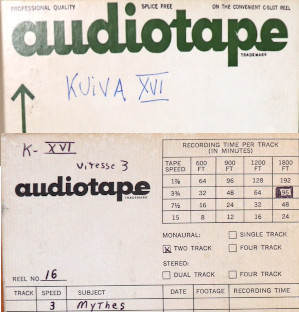 PROFESSIONAL QUALITY SPLICE FREE ON THE CONVENIENT C-SLOT REEL
audiotape
TRADEMARK
KUIVA XVI
K- XVI
Vitesse 3
audiotape
TRADEMARK
RECORDING TIME PER TRACK
(IN MINUTES)
TAPE SPEED 600 FT 900 FT 1200 FT 1800 FT
1⅞ 64 96 128 192
3¾ 32 48 64 96
7½ 16 24 32 48
15 8 12 16 24
MONAURAL: SINGLE TRACK
TWO TRACK FOUR TRACK
STEREO:
DUAL TRACK FOUR TRACK
REEL NO. 16
TRACK SPEED SUBJECT DATE FOOTAGE RECORDING TIME
3 Mythes